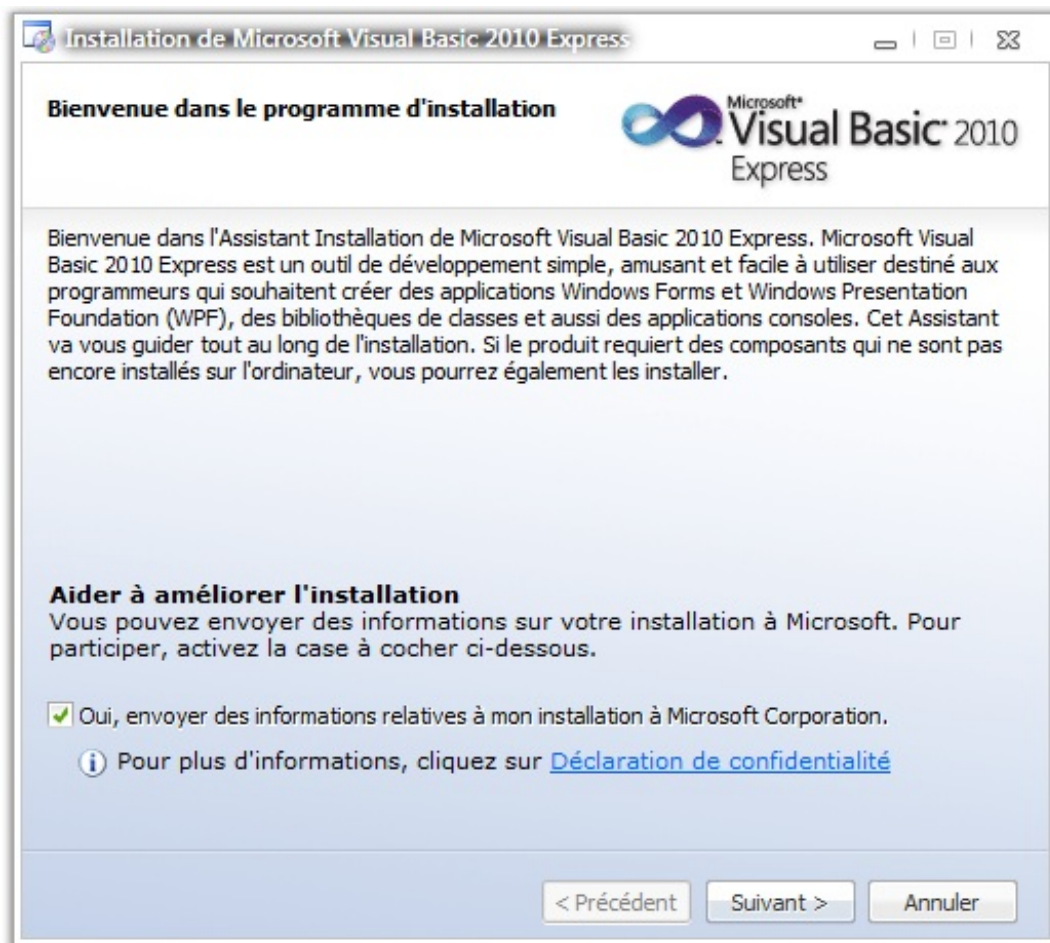 Installation de Microsoft Visual Basic 2010 Express
Bienvenue dans le programme d'installation
Microsoft®
Visual Basic® 2010
Express
Bienvenue dans l'Assistant Installation de Microsoft Visual Basic 2010 Express. Microsoft Visual
Basic 2010 Express est un outil de développement simple, amusant et facile à utiliser destiné aux
programmeurs qui souhaitent créer des applications Windows Forms et Windows Presentation
Foundation (WPF), des bibliothèques de classes et aussi des applications consoles. Cet Assistant
va vous guider tout au long de l'installation. Si le produit requiert des composants qui ne sont pas
encore installés sur l'ordinateur, vous pourrez également les installer.
Aider à améliorer l'installation
Vous pouvez envoyer des informations sur votre installation à Microsoft. Pour
participer, activez la case à cocher ci-dessous.
Oui, envoyer des informations relatives à mon installation à Microsoft Corporation.
Pour plus d'informations, cliquez sur Déclaration de confidentialité
< Précédent Suivant > Annuler